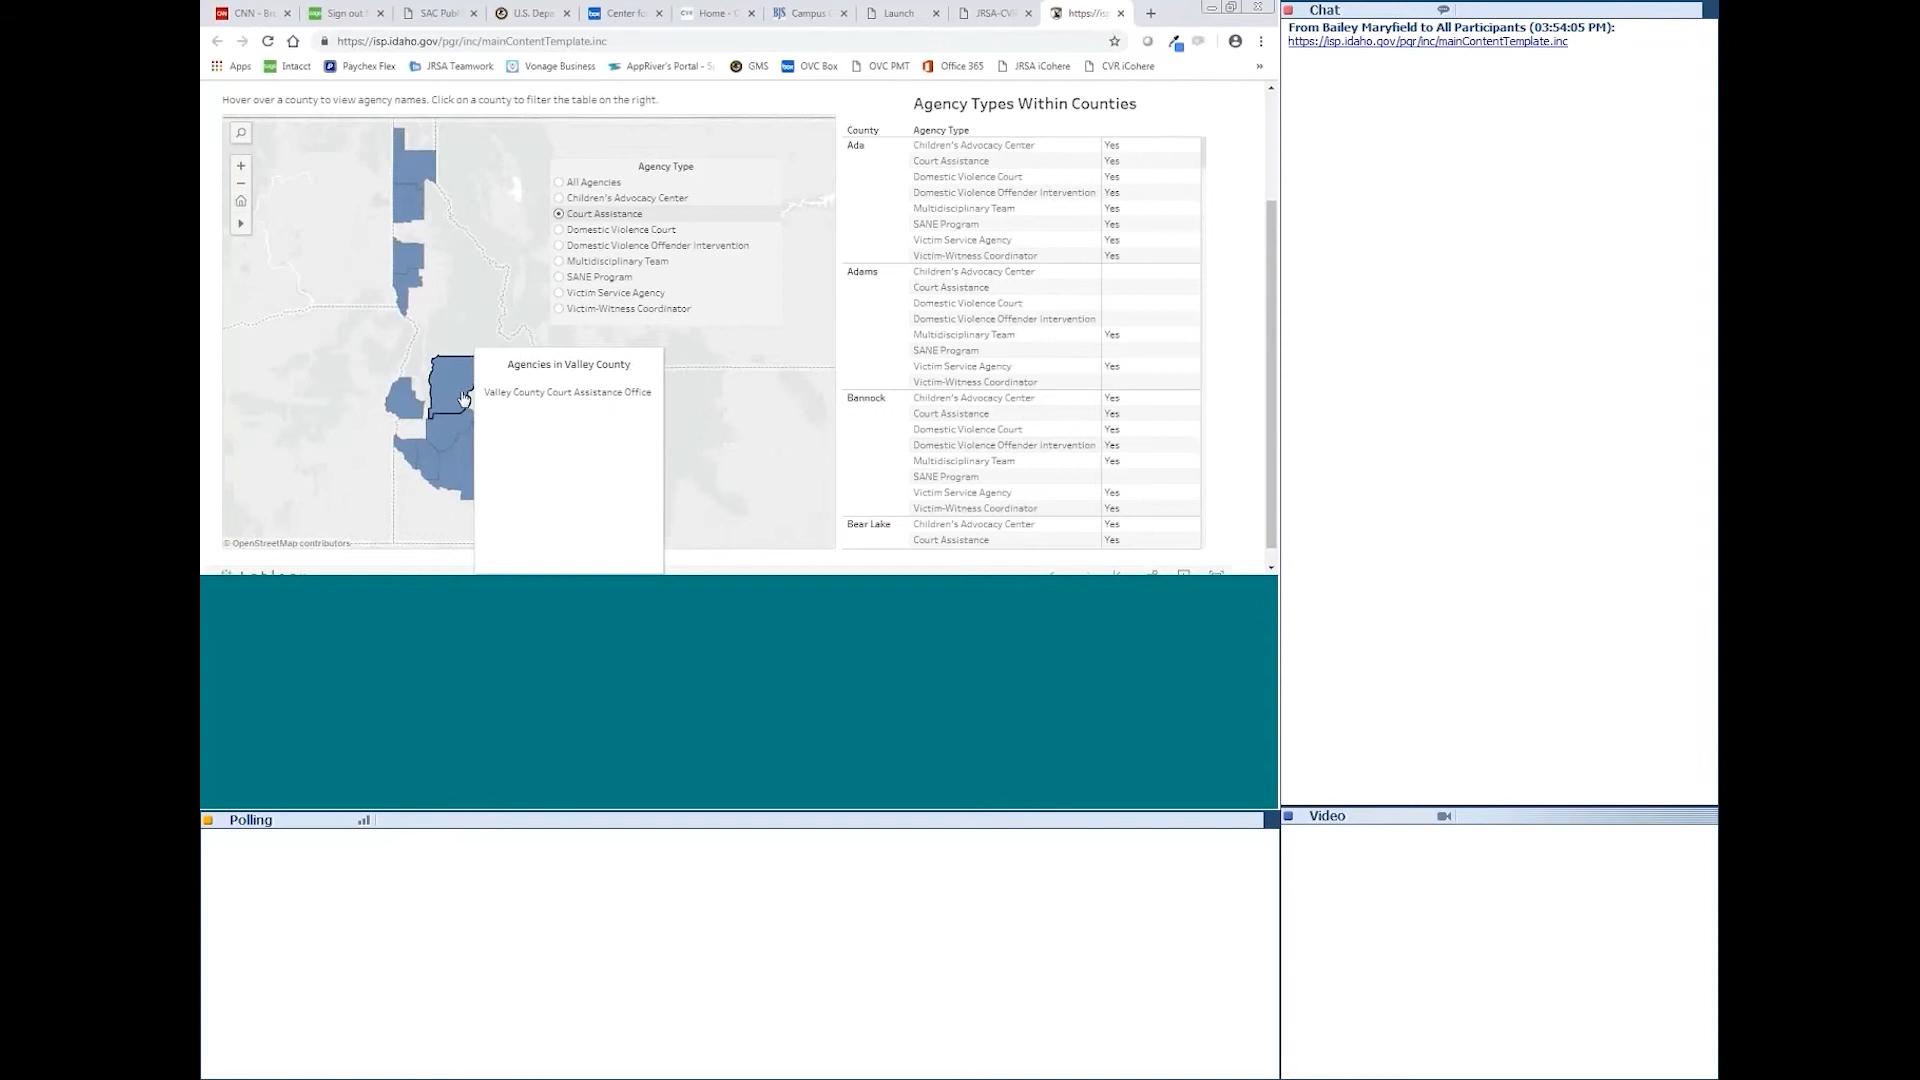 CNN - Br
Sign out
SAC Publ
U.S. Depa
Center fo
Home - C
Campus C
Launch
JRSA-CVR
https://isp
https://isp.idaho.gov/pgr/inc/mainContentTemplate.inc
Apps
Intacct
Paychex Flex
JRSA Teamwork
Vonage Business
AppRiver's Portal - S
GMS
OVC Box
OVC PMT
Office 365
JRSA iCohere
CVR iCohere
Hover over a county to view agency names. Click on a county to filter the table on the right.
Agency Type
All Agencies
Children's Advocacy Center
Court Assistance
Domestic Violence Court
Domestic Violence Offender Intervention
Multidisciplinary Team
SANE Program
Victim Service Agency
Victim-Witness Coordinator
Agencies in Valley County
Valley County Court Assistance Office
© OpenStreetMap contributors
Agency Types Within Counties
County Agency Type
Ada Children's Advocacy Center Yes
Court Assistance Yes
Domestic Violence Court Yes
Domestic Violence Offender Intervention Yes
Multidisciplinary Team Yes
SANE Program Yes
Victim Service Agency Yes
Victim-Witness Coordinator Yes
Adams Children's Advocacy Center
Court Assistance
Domestic Violence Court
Domestic Violence Offender Intervention
Multidisciplinary Team Yes
SANE Program
Victim Service Agency Yes
Victim-Witness Coordinator
Bannock Children's Advocacy Center Yes
Court Assistance Yes
Domestic Violence Court Yes
Domestic Violence Offender Intervention Yes
Multidisciplinary Team Yes
SANE Program
Victim Service Agency Yes
Victim-Witness Coordinator Yes
Bear Lake Children's Advocacy Center Yes
Court Assistance Yes
Chat
From Bailey Maryfield to All Participants (03:54:05 PM):
https://isp.idaho.gov/pgr/inc/mainContentTemplate.inc
Polling
Video